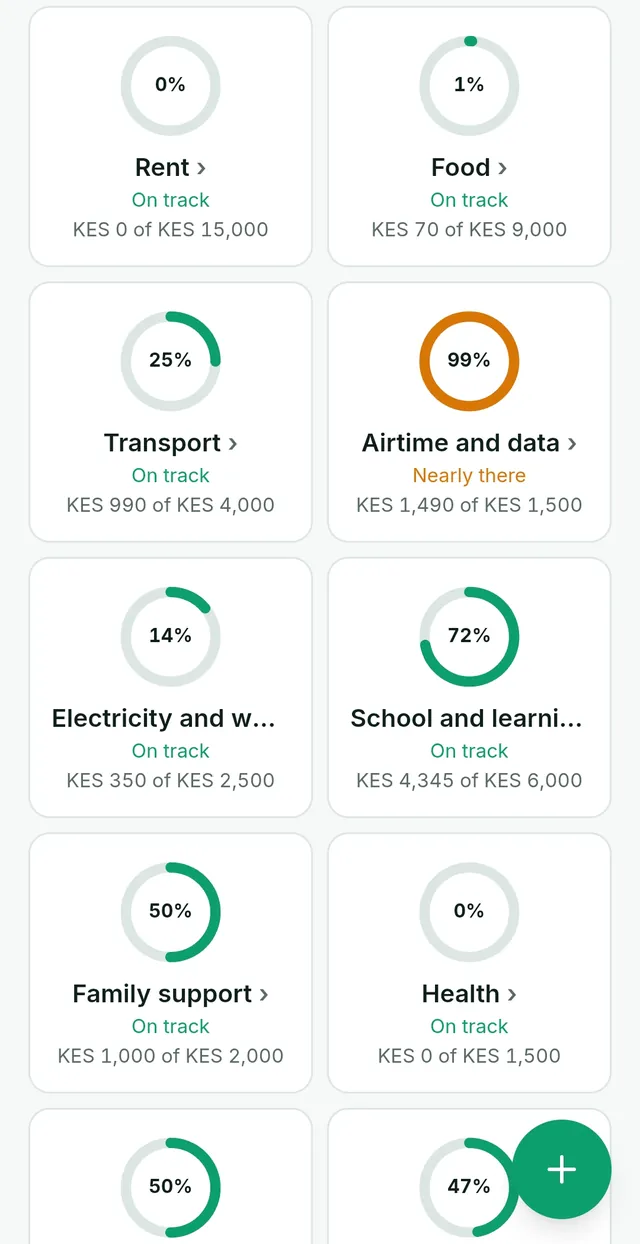 0%
Rent ›
On track
KES 0 of KES 15,000
1%
Food ›
On track
KES 70 of KES 9,000
25%
Transport ›
On track
KES 990 of KES 4,000
99%
Airtime and data ›
Nearly there
KES 1,490 of KES 1,500
14%
Electricity and w...
On track
KES 350 of KES 2,500
72%
School and learni...
On track
KES 4,345 of KES 6,000
50%
Family support ›
On track
KES 1,000 of KES 2,000
0%
Health ›
On track
KES 0 of KES 1,500
50%
47%
+